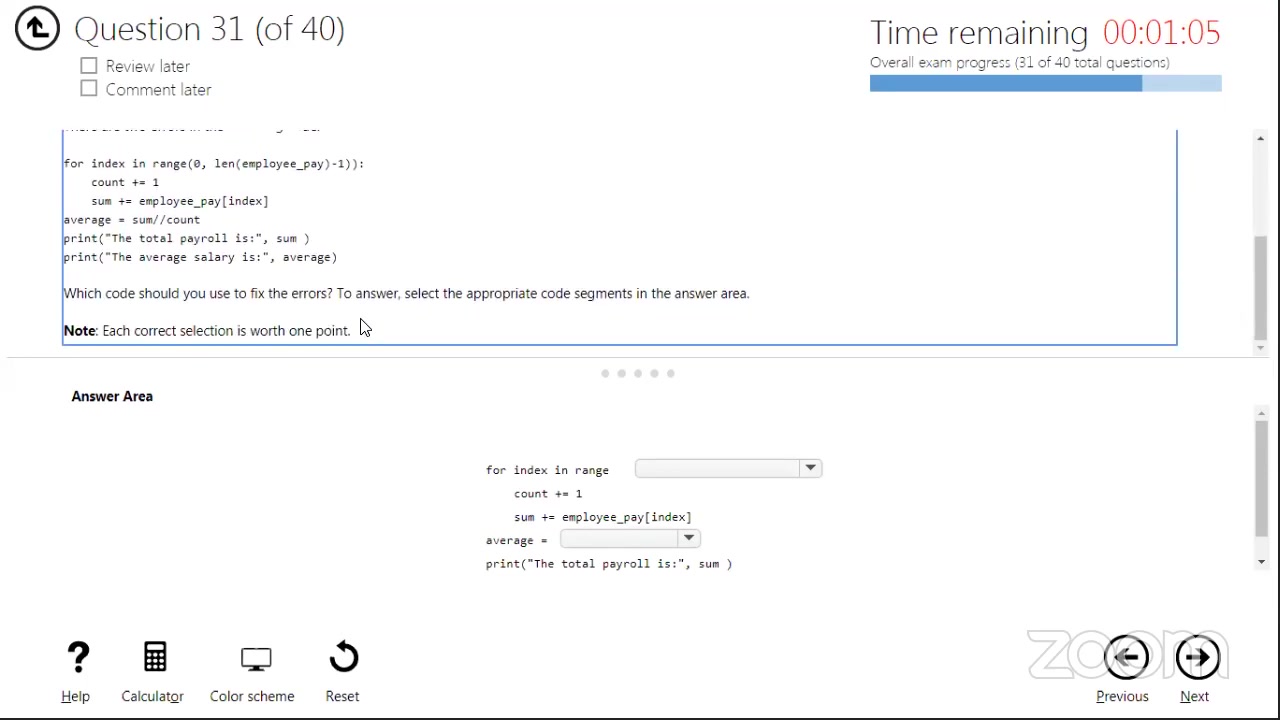 Question 31 (of 40)
Review later
Comment later
Time remaining 00:01:05
Overall exam progress (31 of 40 total questions)
for index in range(0, len(employee_pay)-1)):
count += 1
sum += employee_pay[index]
average = sum//count
print("The total payroll is:", sum )
print("The average salary is:", average)
Which code should you use to fix the errors? To answer, select the appropriate code segments in the answer area.
Note: Each correct selection is worth one point.
Answer Area
for index in range
count += 1
sum += employee_pay[index]
average =
print("The total payroll is:", sum )
Help
Calculator
Color scheme
Reset
zoom
Previous
Next